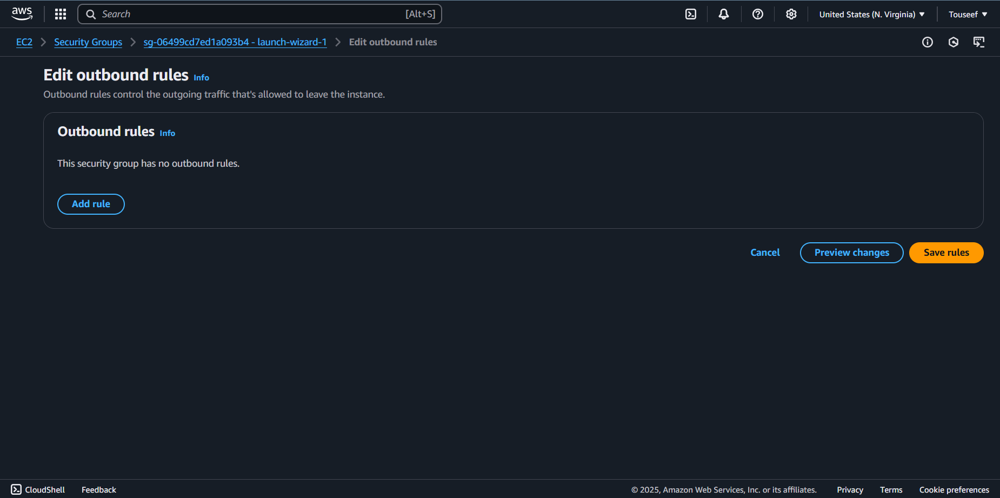 aws Search [Alt+S] United States (N. Virginia) Touseef
EC2 Security Groups sg-06499cd7ed1a093b4 - launch-wizard-1 Edit outbound rules
Edit outbound rules Info
Outbound rules control the outgoing traffic that's allowed to leave the instance.
Outbound rules Info
This security group has no outbound rules.
Add rule
Cancel Preview changes Save rules
CloudShell Feedback © 2025, Amazon Web Services, Inc. or its affiliates. Privacy Terms Cookie preferences